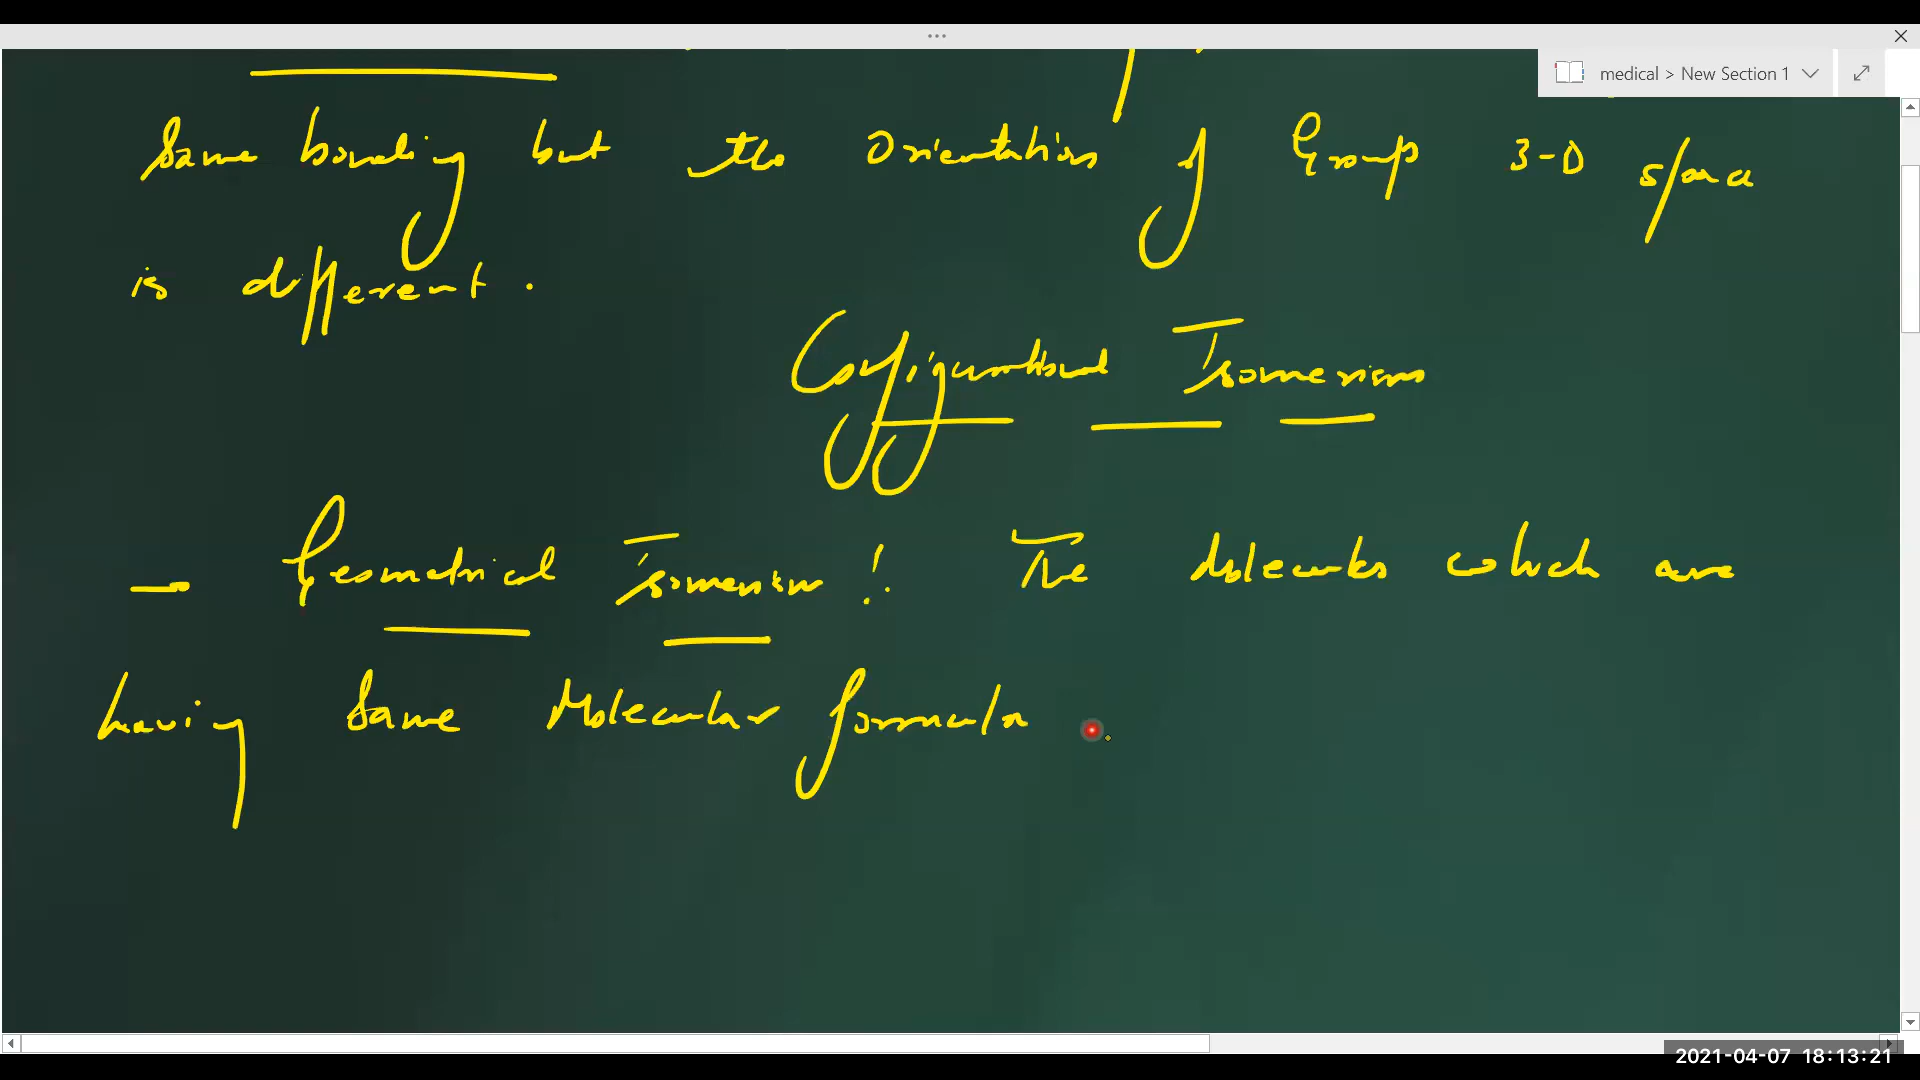 medical > New Section 1
Same bonding but the Orientation of Group 3-D space
is different.
Configurational Isomerism
- Geometrical Isomerism : The Molecules which are
having Same Molecular formula
2021-04-07 18:13:21